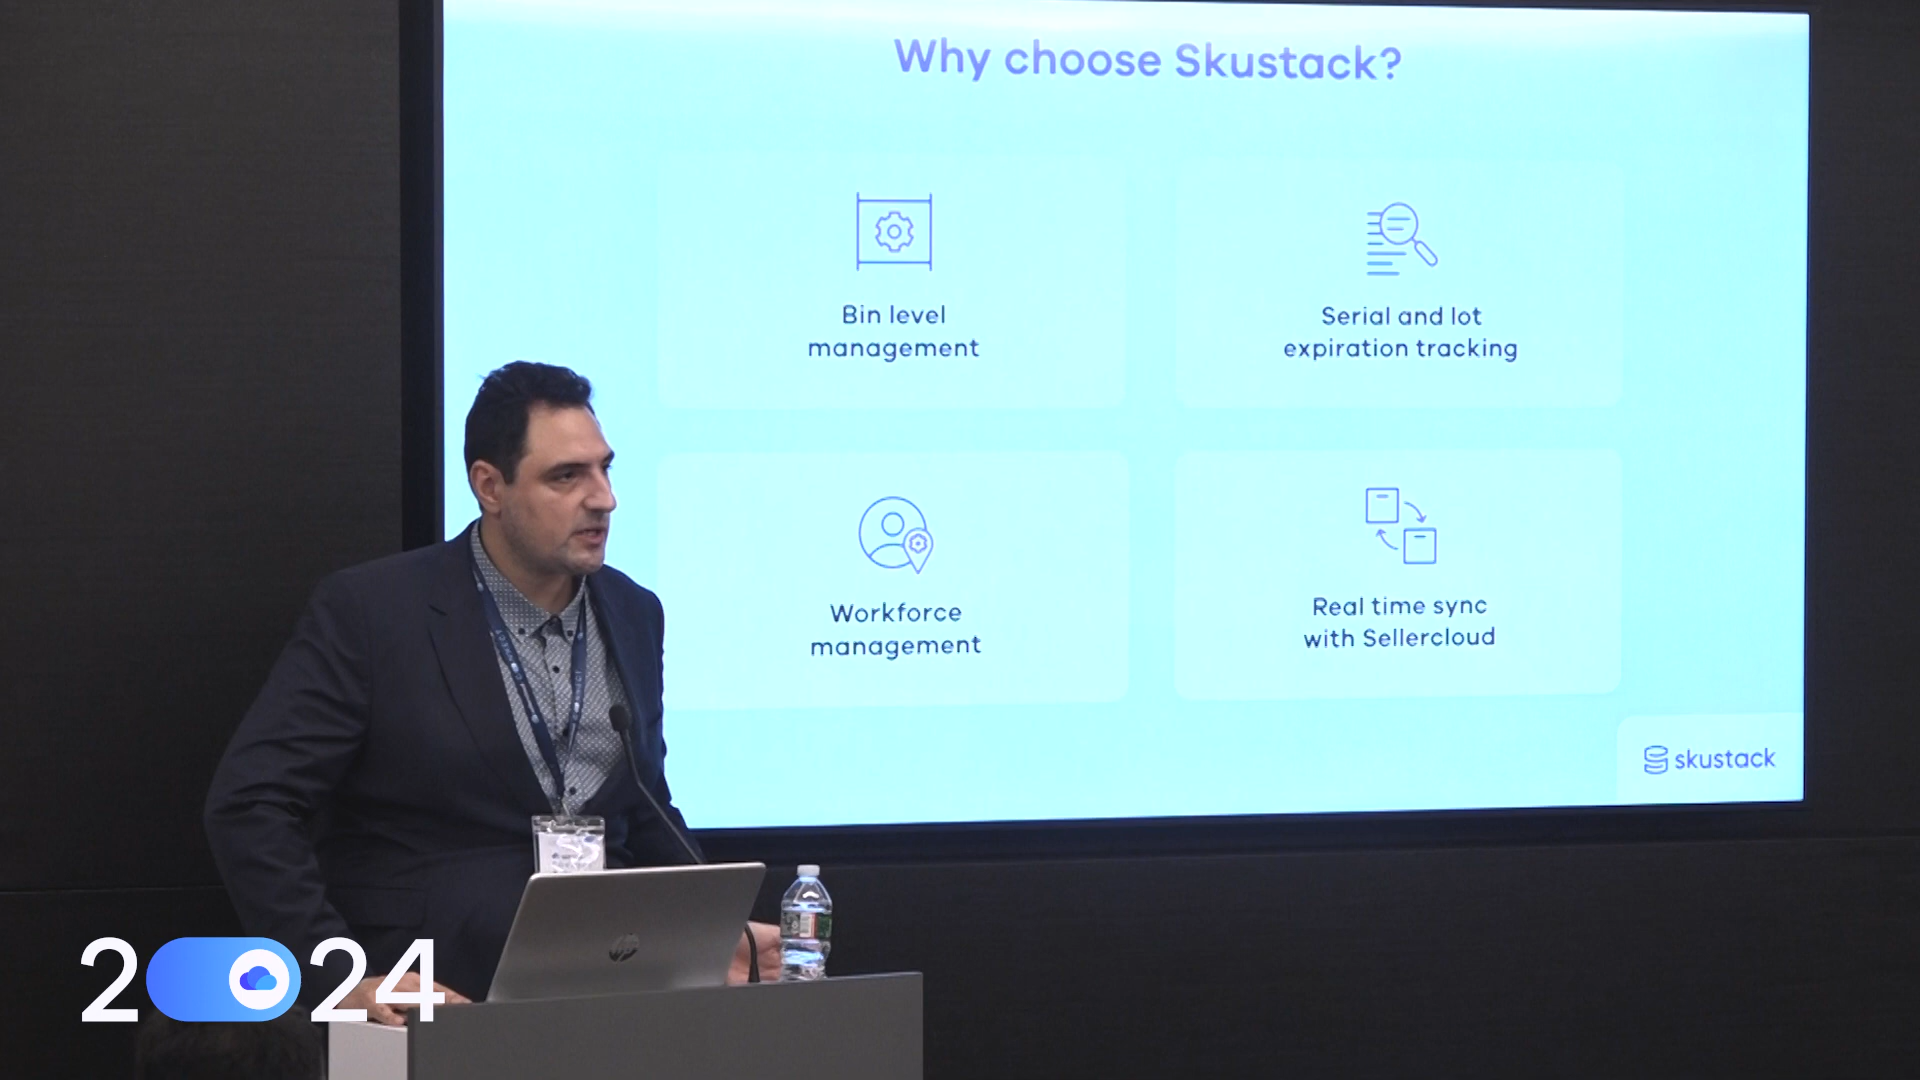 Why choose Skustack?
Bin level
management
Serial and lot
expiration tracking
Workforce
management
Real time sync
with Sellercloud
skustack
hp
2024